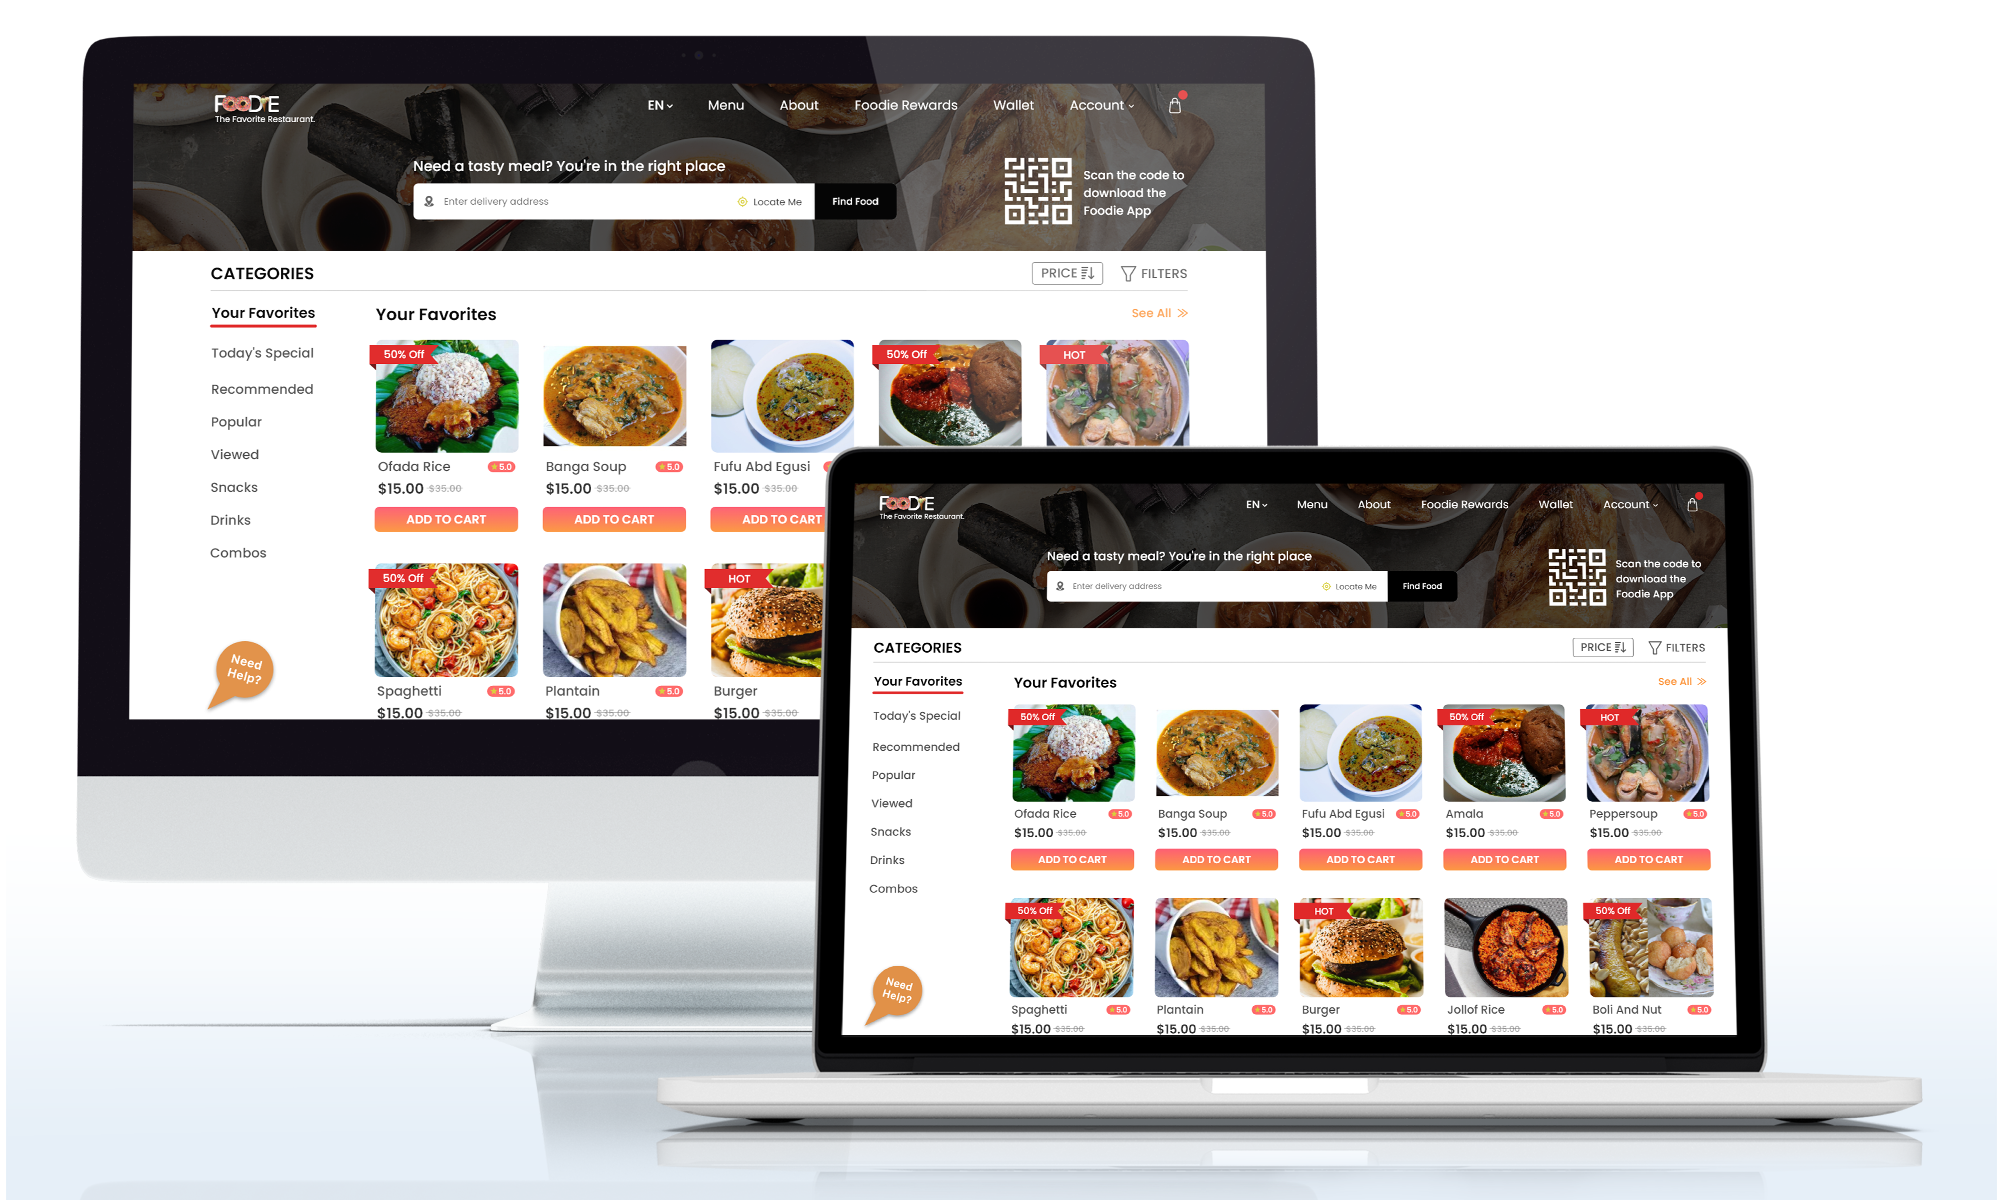 FOODIE
The Favorite Restaurant.
EN Menu About Foodie Rewards Wallet Account
Need a tasty meal? You're in the right place
Enter delivery address Locate Me Find Food
Scan the code to
download the
Foodie App
CATEGORIES PRICE FILTERS
Your Favorites
Today's Special
Recommended
Popular
Viewed
Snacks
Drinks
Combos
Need
Help?
Your Favorites See All
50% Off 50% Off HOT
Ofada Rice 5.0 Banga Soup 5.0 Fufu Abd Egusi
$15.00 $35.00 $15.00 $35.00 $15.00 $35.00
ADD TO CART ADD TO CART ADD TO CART
50% Off HOT
Spaghetti 5.0 Plantain 5.0 Burger
$15.00 $35.00 $15.00 $35.00 $15.00 $35.00
FOODIE
The Favorite Restaurant.
EN Menu About Foodie Rewards Wallet Account
Need a tasty meal? You're in the right place
Enter delivery address Locate Me Find Food
Scan the code to
download the
Foodie App
CATEGORIES PRICE FILTERS
Your Favorites
Today's Special
Recommended
Popular
Viewed
Snacks
Drinks
Combos
Need
Help?
Your Favorites See All
50% Off 50% Off HOT
Ofada Rice 5.0 Banga Soup 5.0 Fufu Abd Egusi 5.0 Amala 5.0 Peppersoup 5.0
$15.00 $35.00 $15.00 $35.00 $15.00 $35.00 $15.00 $35.00 $15.00 $35.00
ADD TO CART ADD TO CART ADD TO CART ADD TO CART ADD TO CART
50% Off HOT 50% Off
Spaghetti 5.0 Plantain 5.0 Burger 5.0 Jollof Rice 5.0 Boli And Nut 5.0
$15.00 $35.00 $15.00 $35.00 $15.00 $35.00 $15.00 $35.00 $15.00 $35.00